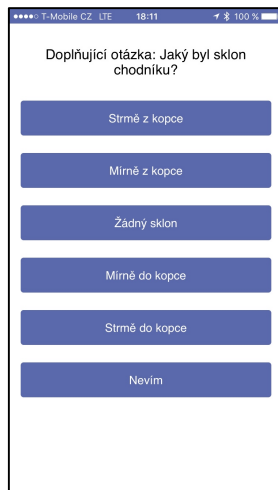 T-Mobile CZ LTE 18:11 100 %
Doplňující otázka: Jaký byl sklon
chodníku?
Strmě z kopce
Mírně z kopce
Žádný sklon
Mírně do kopce
Strmě do kopce
Nevím